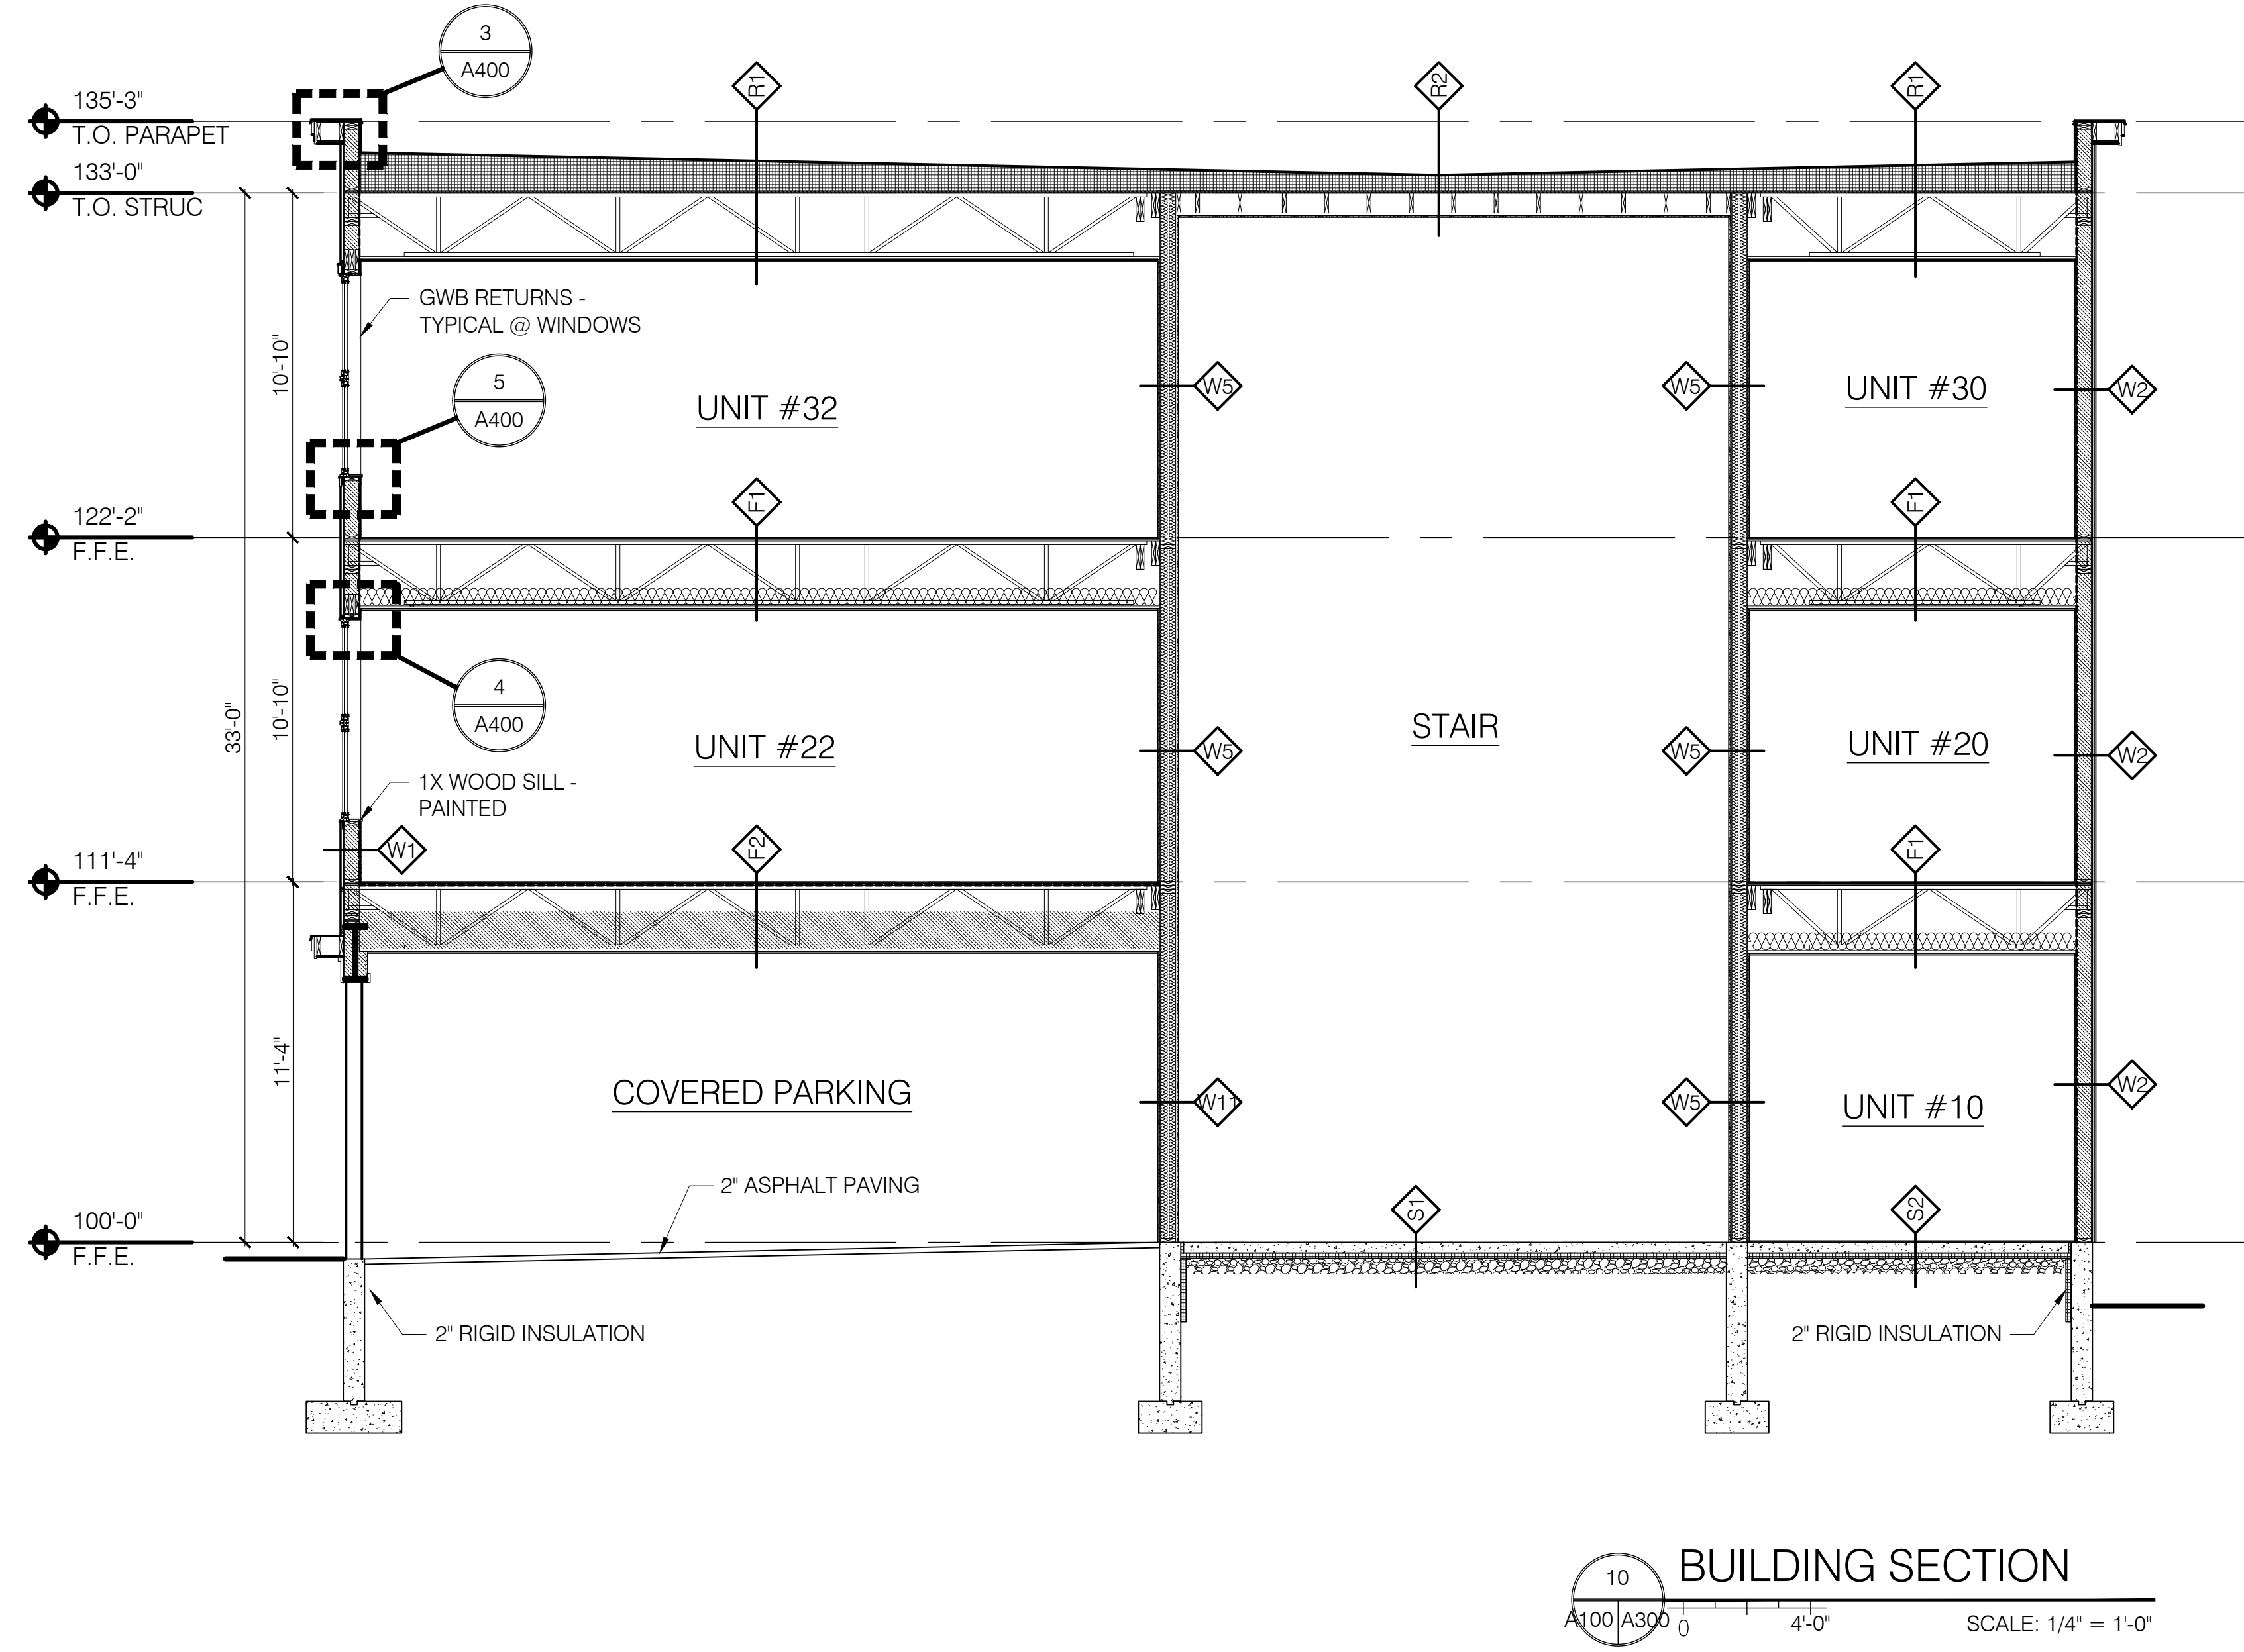 3
A400
R1
R2
R1
135'-3"
T.O. PARAPET
133'-0"
T.O. STRUC
GWB RETURNS -
TYPICAL @ WINDOWS
10'-10"
5
A400
UNIT #32
W5
W5
UNIT #30
W2
F1
F1
122'-2"
F.F.E.
4
A400
33'-0"
10'-10"
UNIT #22
W5
STAIR
W5
UNIT #20
W2
1X WOOD SILL -
PAINTED
W1
F2
F1
111'-4"
F.F.E.
11'-4"
COVERED PARKING
W11
W5
UNIT #10
W2
2" ASPHALT PAVING
S1
S2
100'-0"
F.F.E.
2" RIGID INSULATION
2" RIGID INSULATION
10
A100 A300
BUILDING SECTION
0
4'-0"
SCALE: 1/4" = 1'-0"